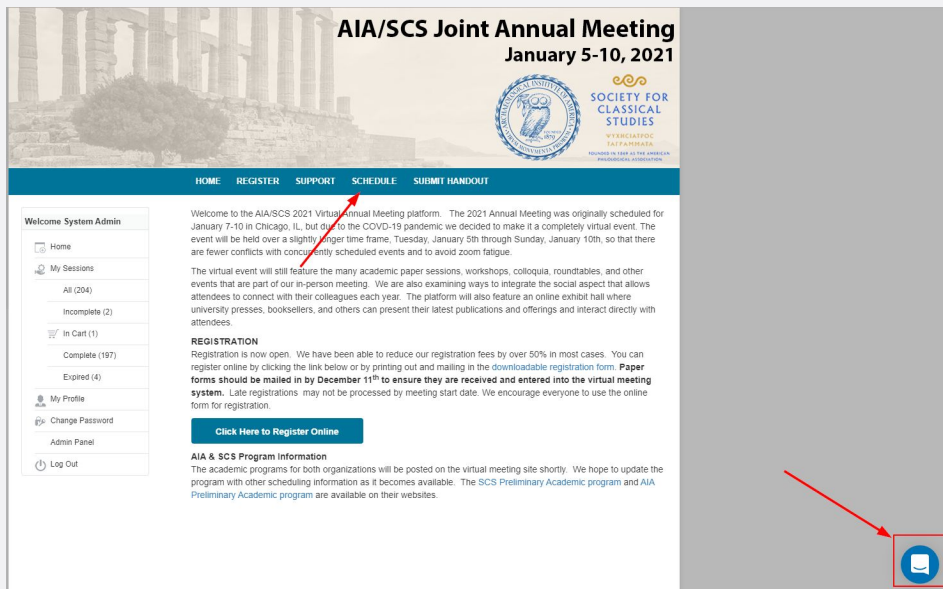 AIA/SCS Joint Annual Meeting
January 5-10, 2021
SOCIETY FOR
CLASSICAL
STUDIES
ΨΥΧΗΣΙΑΤΡΟΣ
ΤΑΓΡΑΜΜΑΤΑ
FOUNDED IN 1869 AS THE AMERICAN
PHILOLOGICAL ASSOCIATION
ARCHAEOLOGICAL INSTITUTE OF AMERICA
1879
HOME REGISTER SUPPORT SCHEDULE SUBMIT HANDOUT
Welcome System Admin
Home
My Sessions
All (204)
Incomplete (2)
In Cart (1)
Complete (197)
Expired (4)
My Profile
Change Password
Admin Panel
Log Out
Welcome to the AIA/SCS 2021 Virtual Annual Meeting platform. The 2021 Annual Meeting was originally scheduled for
January 7-10 in Chicago, IL, but due to the COVD-19 pandemic we decided to make it a completely virtual event. The
event will be held over a slightly longer time frame, Tuesday, January 5th through Sunday, January 10th, so that there
are fewer conflicts with concurrently scheduled events and to avoid zoom fatigue.
The virtual event will still feature the many academic paper sessions, workshops, colloquia, roundtables, and other
events that are part of our in-person meeting. We are also examining ways to integrate the social aspect that allows
attendees to connect with their colleagues each year. The platform will also feature an online exhibit hall where
university presses, booksellers, and others can present their latest publications and offerings and interact directly with
attendees.
REGISTRATION
Registration is now open. We have been able to reduce our registration fees by over 50% in most cases. You can
register online by clicking the link below or by printing out and mailing in the downloadable registration form. Paper
forms should be mailed in by December 11th to ensure they are received and entered into the virtual meeting
system. Late registrations may not be processed by meeting start date. We encourage everyone to use the online
form for registration.
Click Here to Register Online
AIA & SCS Program Information
The academic programs for both organizations will be posted on the virtual meeting site shortly. We hope to update the
program with other scheduling information as it becomes available. The SCS Preliminary Academic program and AIA
Preliminary Academic program are available on their websites.